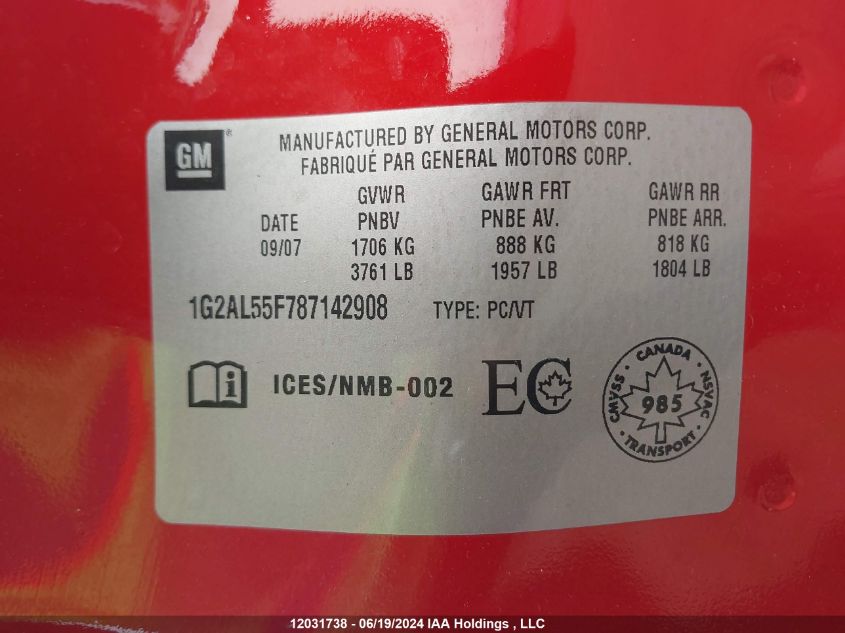 GM ®
MANUFACTURED BY GENERAL MOTORS CORP.
FABRIQUÉ PAR GENERAL MOTORS CORP.
GVWR GAWR FRT GAWR RR
DATE PNBV PNBE AV. PNBE ARR.
09/07 1706 KG 888 KG 818 KG
3761 LB 1957 LB 1804 LB
1G2AL55F787142908 TYPE: PC/VT
i ICES/NMB-002 EC
CANADA
CMVSS 985 NSVAC
TRANSPORT
12031738 - 06/19/2024 IAA Holdings , LLC